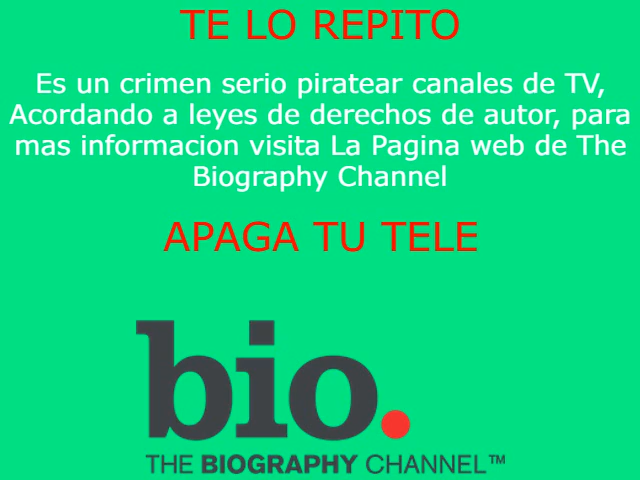 TE LO REPITO
Es un crimen serio piratear canales de TV,
Acordando a leyes de derechos de autor, para
mas informacion visita La Pagina web de The
Biography Channel
APAGA TU TELE
bio.
THE BIOGRAPHY CHANNEL™